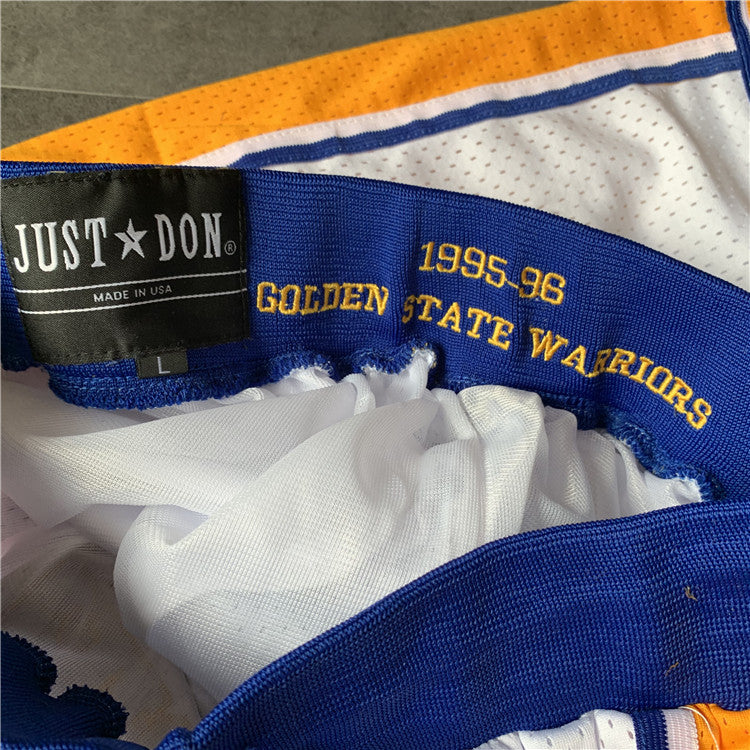 JUST★DON®
MADE IN USA
L
1995-96
GOLDEN STATE WARRIORS